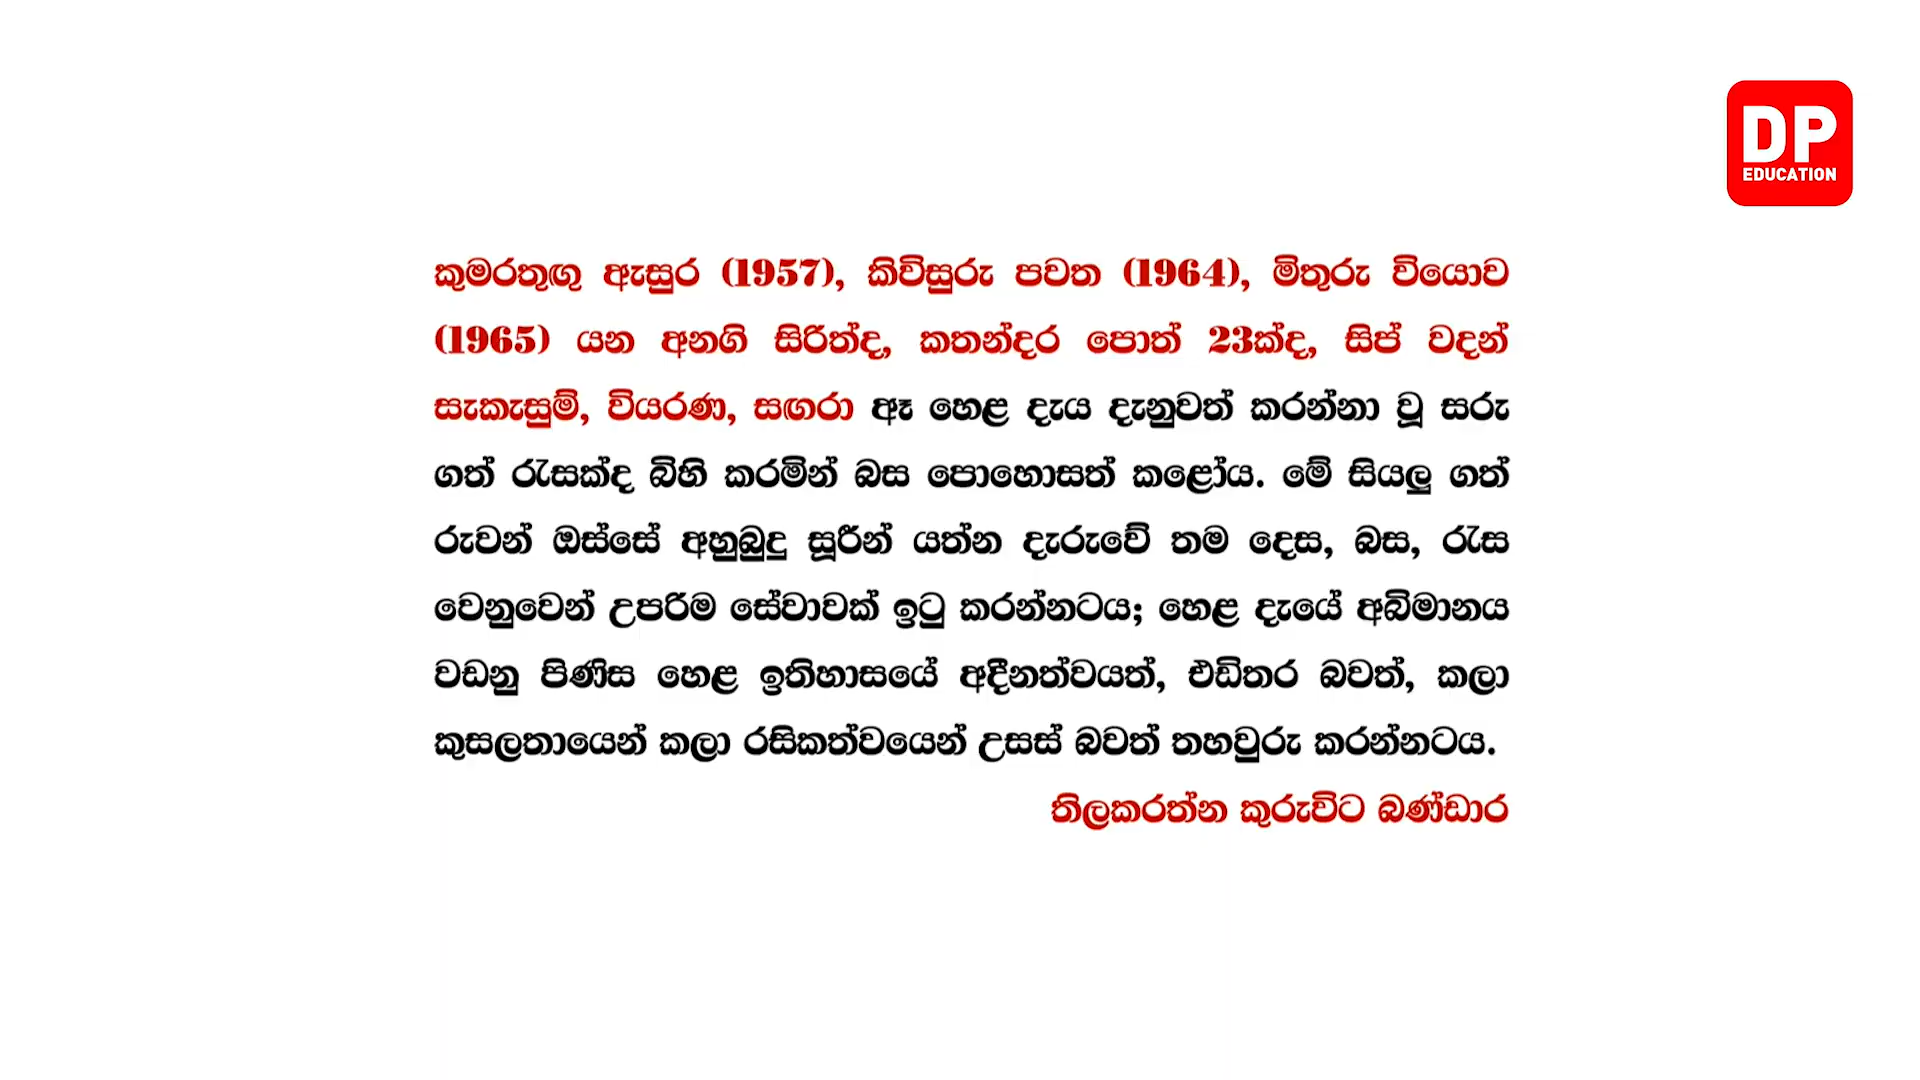 DP
EDUCATION
කුමරතුඟු ඇසුර (1957), කිවිසුරු පවත (1964), මිතුරු වියොව
(1965) යන අනගි සිරිත්ද, කතන්දර පොත් 23ක්ද, සිප් වදන්
සැකැසුම්, වියරණ, සඟරා ඈ හෙළ දැය දැනුවත් කරන්නා වූ සරු
ගත් රැසක්ද බිහි කරමින් බස පොහොසත් කළෝය. මේ සියලු ගත්
රුවන් ඔස්සේ අහුබුදු සූරීන් යත්න දැරුවේ තම දෙස, බස, රැස
වෙනුවෙන් උපරිම සේවාවක් ඉටු කරන්නටය; හෙළ දැයේ අබිමානය
වඩනු පිණිස හෙළ ඉතිහාසයේ අදීනත්වයත්, එඩිතර බවත්, කලා
කුසලතායෙන් කලා රසිකත්වයෙන් උසස් බවත් තහවුරු කරන්නටය.
තිලකරත්න කුරුවිට බණ්ඩාර